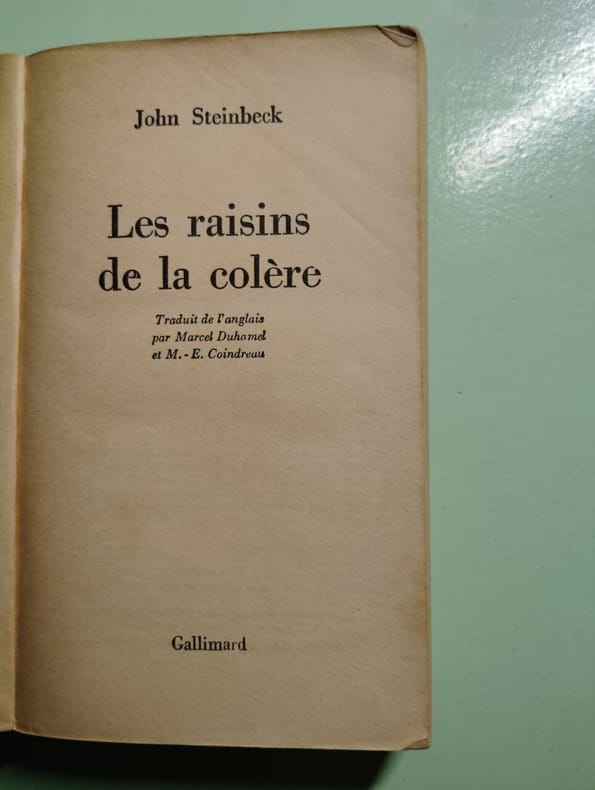 John Steinbeck
Les raisins
de la colère
Traduit de l'anglais
par Marcel Duhamel
et M.-E. Coindreau
Gallimard